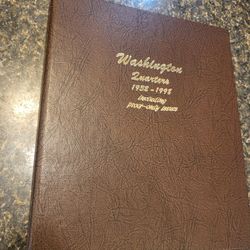 Washington
Quarters
1932-1998
including
proof-only issues